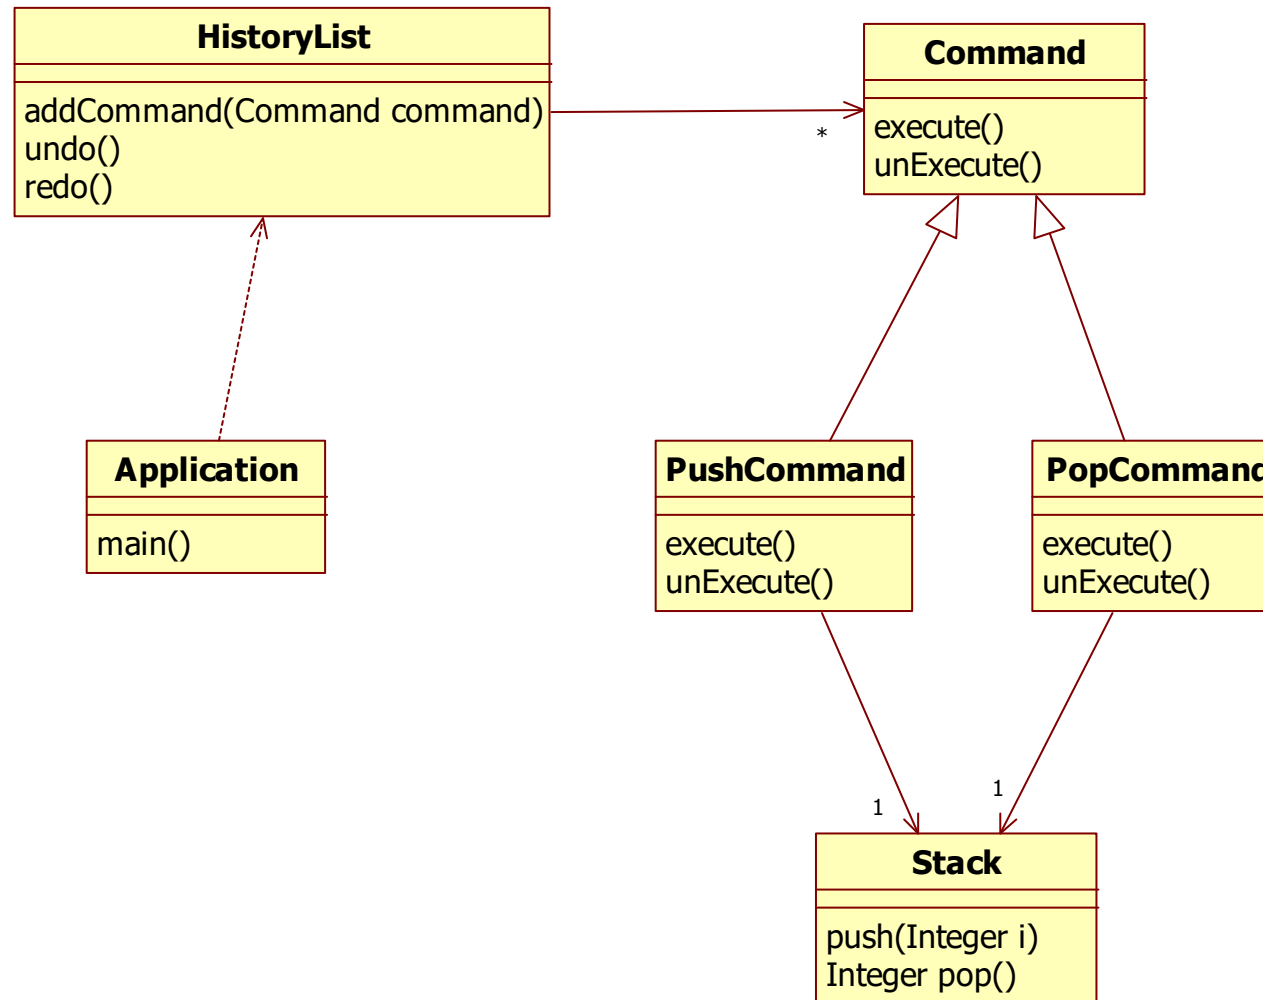 HistoryList
addCommand(Command command)
undo()
redo()
Command
execute()
unExecute()
*
Application
main()
PushCommand
execute()
unExecute()
PopCommand
execute()
unExecute()
1
1
Stack
push(Integer i)
Integer pop()